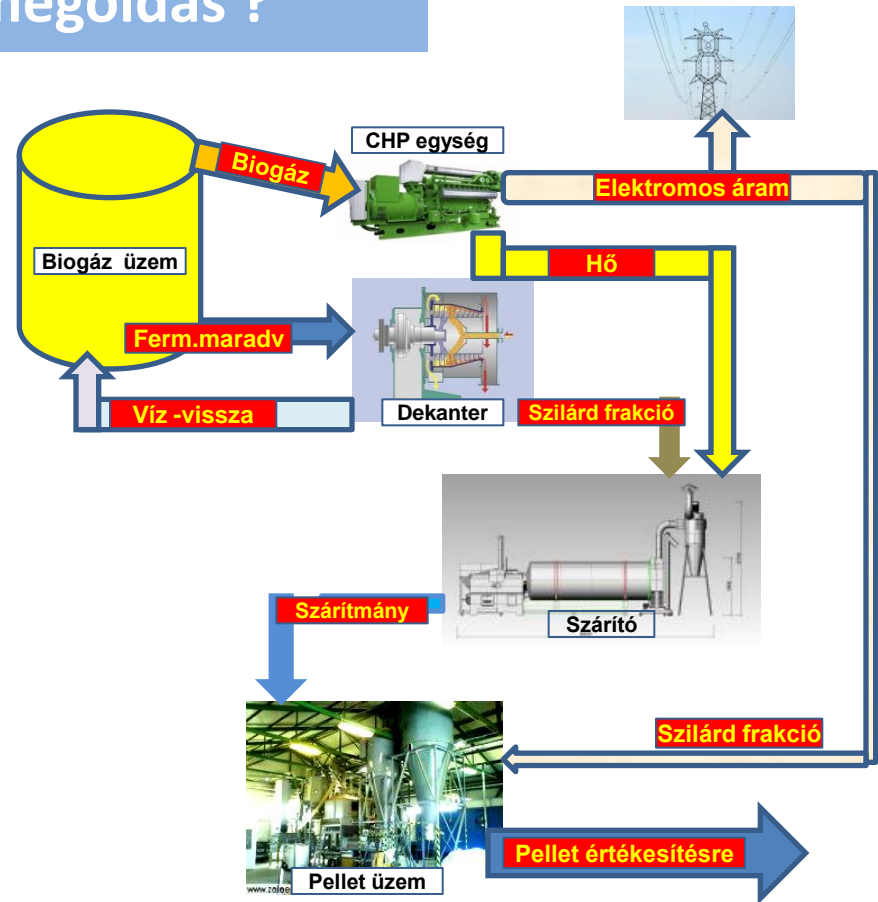 megoldás ?
CHP egység
Biogáz
Elektromos áram
Biogáz üzem
Hő
Ferm.maradv
Víz -vissza
Dekanter
Szilárd frakció
Szárítmány
Szárító
Szilárd frakció
Pellet értékesítésre
Pellet üzem